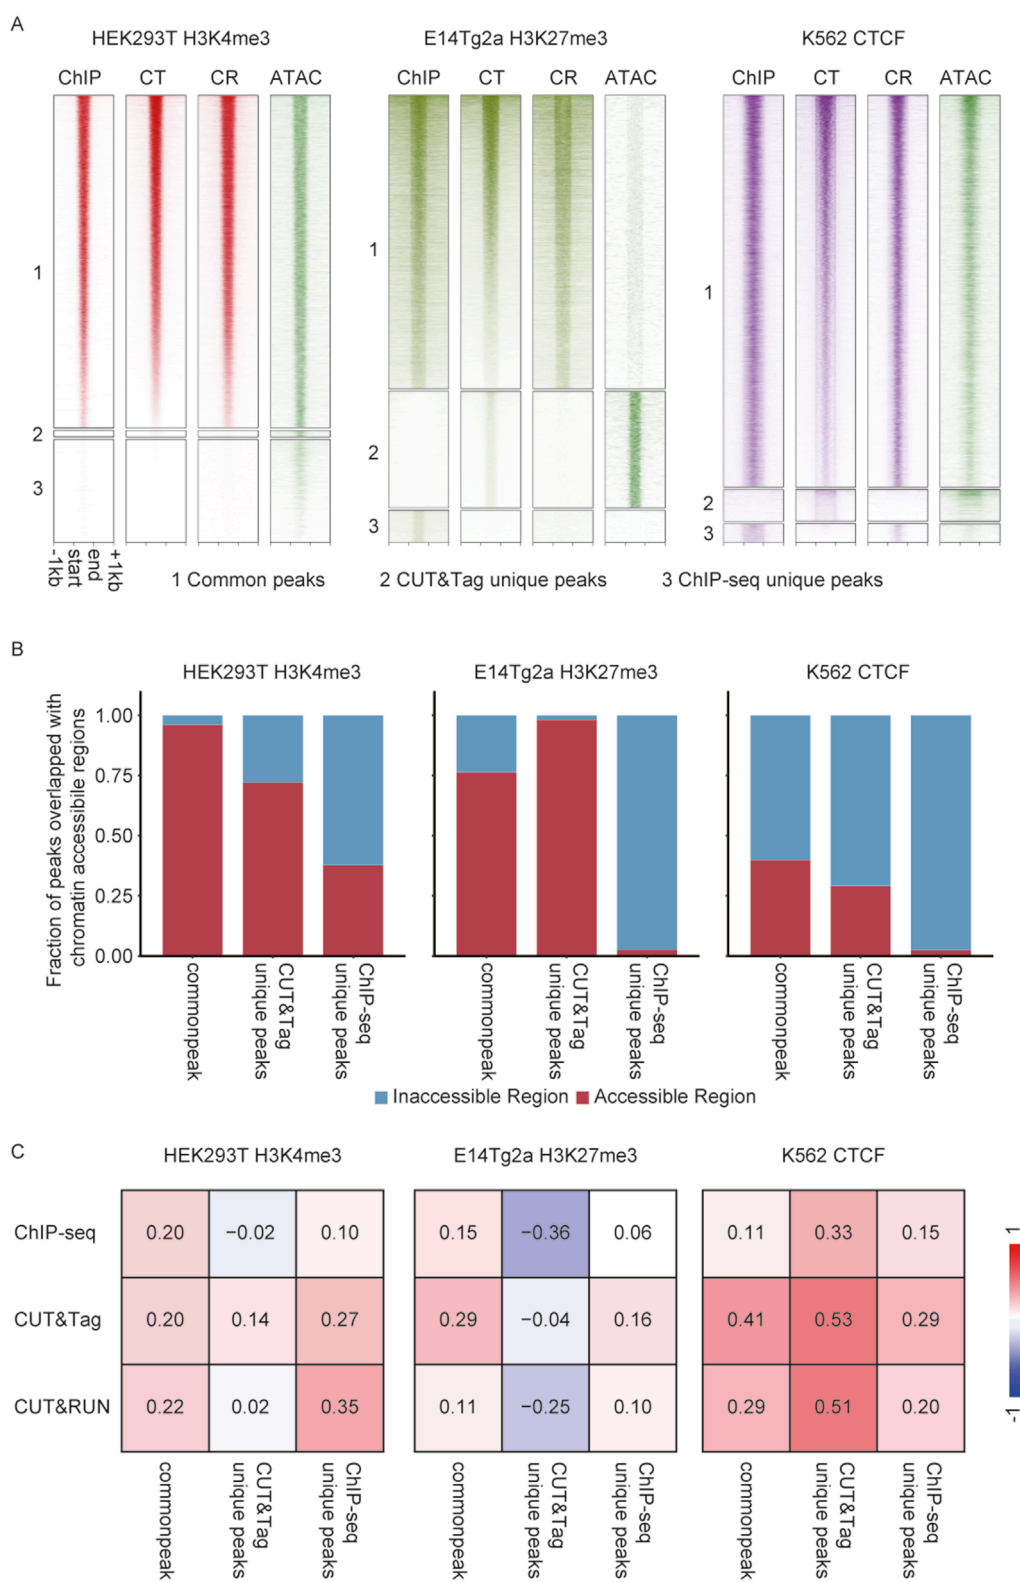 A
HEK293T H3K4me3
E14Tg2a H3K27me3
K562 CTCF
ChIP CT CR ATAC
ChIP CT CR ATAC
ChIP CT CR ATAC
1
2
3
1
2
3
1
2
3
-1kb
start
end
+1kb
1 Common peaks
2 CUT&Tag unique peaks
3 ChIP-seq unique peaks
B
HEK293T H3K4me3
E14Tg2a H3K27me3
K562 CTCF
Fraction of peaks overlapped with
chromatin accessibile regions
1.00
0.75
0.50
0.25
0.00
commonpeak
CUT&Tag
unique peaks
ChIP-seq
unique peaks
commonpeak
CUT&Tag
unique peaks
ChIP-seq
unique peaks
commonpeak
CUT&Tag
unique peaks
ChIP-seq
unique peaks
Inaccessible Region
Accessible Region
C
HEK293T H3K4me3
E14Tg2a H3K27me3
K562 CTCF
ChIP-seq
0.20 −0.02 0.10
0.15 −0.36 0.06
0.11 0.33 0.15
CUT&Tag
0.20 0.14 0.27
0.29 −0.04 0.16
0.41 0.53 0.29
CUT&RUN
0.22 0.02 0.35
0.11 −0.25 0.10
0.29 0.51 0.20
1
-1
commonpeak
CUT&Tag
unique peaks
ChIP-seq
unique peaks
commonpeak
CUT&Tag
unique peaks
ChIP-seq
unique peaks
commonpeak
CUT&Tag
unique peaks
ChIP-seq
unique peaks